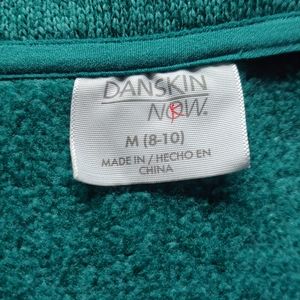 DANSKIN
NOW.
M (8-10)
MADE IN / HECHO EN
CHINA